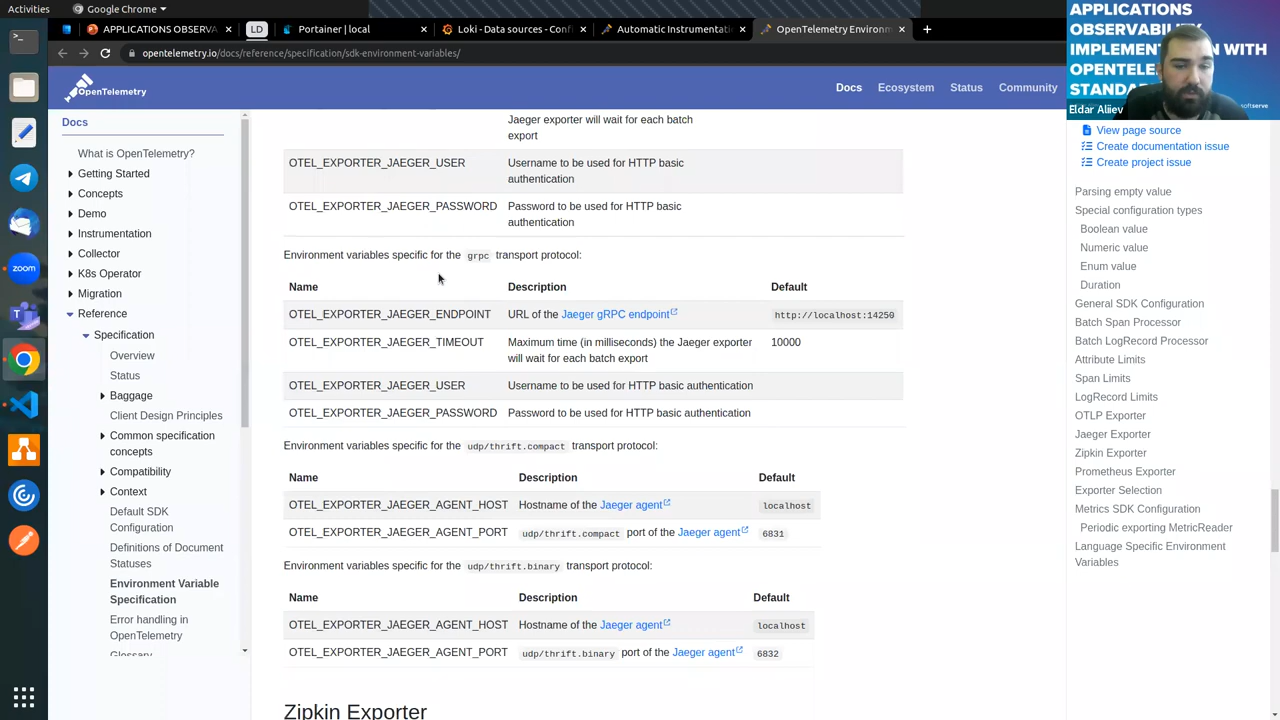 Activities
Google Chrome
APPLICATIONS OBSERVA
LD
Portainer | local
Loki - Data sources - Confi
Automatic Instrumentati
OpenTelemetry Environm
opentelemetry.io/docs/reference/specification/sdk-environment-variables/
OpenTelemetry
Docs
Ecosystem
Status
Community
APPLICATIONS
WITH
Eldar Aliiev
softserve
Docs
What is OpenTelemetry?
Getting Started
Concepts
Demo
Instrumentation
Collector
K8s Operator
Migration
Reference
Specification
Overview
Status
Baggage
Client Design Principles
Common specification
concepts
Compatibility
Context
Default SDK
Configuration
Definitions of Document
Statuses
Environment Variable
Specification
Error handling in
OpenTelemetry
Glossary
zoom
Jaeger exporter will wait for each batch
export
OTEL_EXPORTER_JAEGER_USER Username to be used for HTTP basic
authentication
OTEL_EXPORTER_JAEGER_PASSWORD Password to be used for HTTP basic
authentication
Environment variables specific for the grpc transport protocol:
Name Description Default
OTEL_EXPORTER_JAEGER_ENDPOINT URL of the Jaeger gRPC endpoint http://localhost:14250
OTEL_EXPORTER_JAEGER_TIMEOUT Maximum time (in milliseconds) the Jaeger exporter 10000
will wait for each batch export
OTEL_EXPORTER_JAEGER_USER Username to be used for HTTP basic authentication
OTEL_EXPORTER_JAEGER_PASSWORD Password to be used for HTTP basic authentication
Environment variables specific for the udp/thrift.compact transport protocol:
Name Description Default
OTEL_EXPORTER_JAEGER_AGENT_HOST Hostname of the Jaeger agent localhost
OTEL_EXPORTER_JAEGER_AGENT_PORT udp/thrift.compact port of the Jaeger agent 6831
Environment variables specific for the udp/thrift.binary transport protocol:
Name Description Default
OTEL_EXPORTER_JAEGER_AGENT_HOST Hostname of the Jaeger agent localhost
OTEL_EXPORTER_JAEGER_AGENT_PORT udp/thrift.binary port of the Jaeger agent 6832
Zipkin Exporter
View page source
Create documentation issue
Create project issue
Parsing empty value
Special configuration types
Boolean value
Numeric value
Enum value
Duration
General SDK Configuration
Batch Span Processor
Batch LogRecord Processor
Attribute Limits
Span Limits
LogRecord Limits
OTLP Exporter
Jaeger Exporter
Zipkin Exporter
Prometheus Exporter
Exporter Selection
Metrics SDK Configuration
Periodic exporting MetricReader
Language Specific Environment
Variables